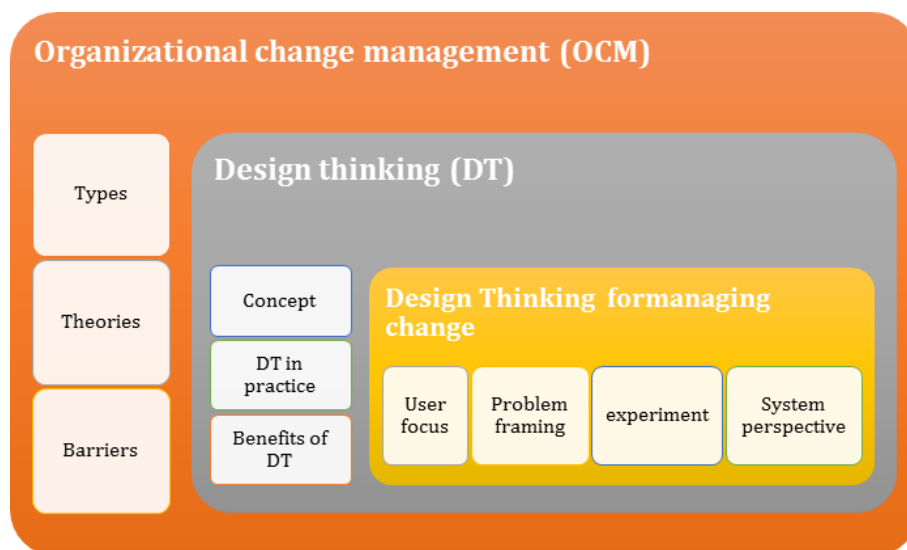 Organizational change management (OCM)
Types
Theories
Barriers
Design thinking (DT)
Concept
DT in
practice
Benefits of
DT
Design Thinking formanaging
change
User
focus
Problem
framing
experiment
System
perspective